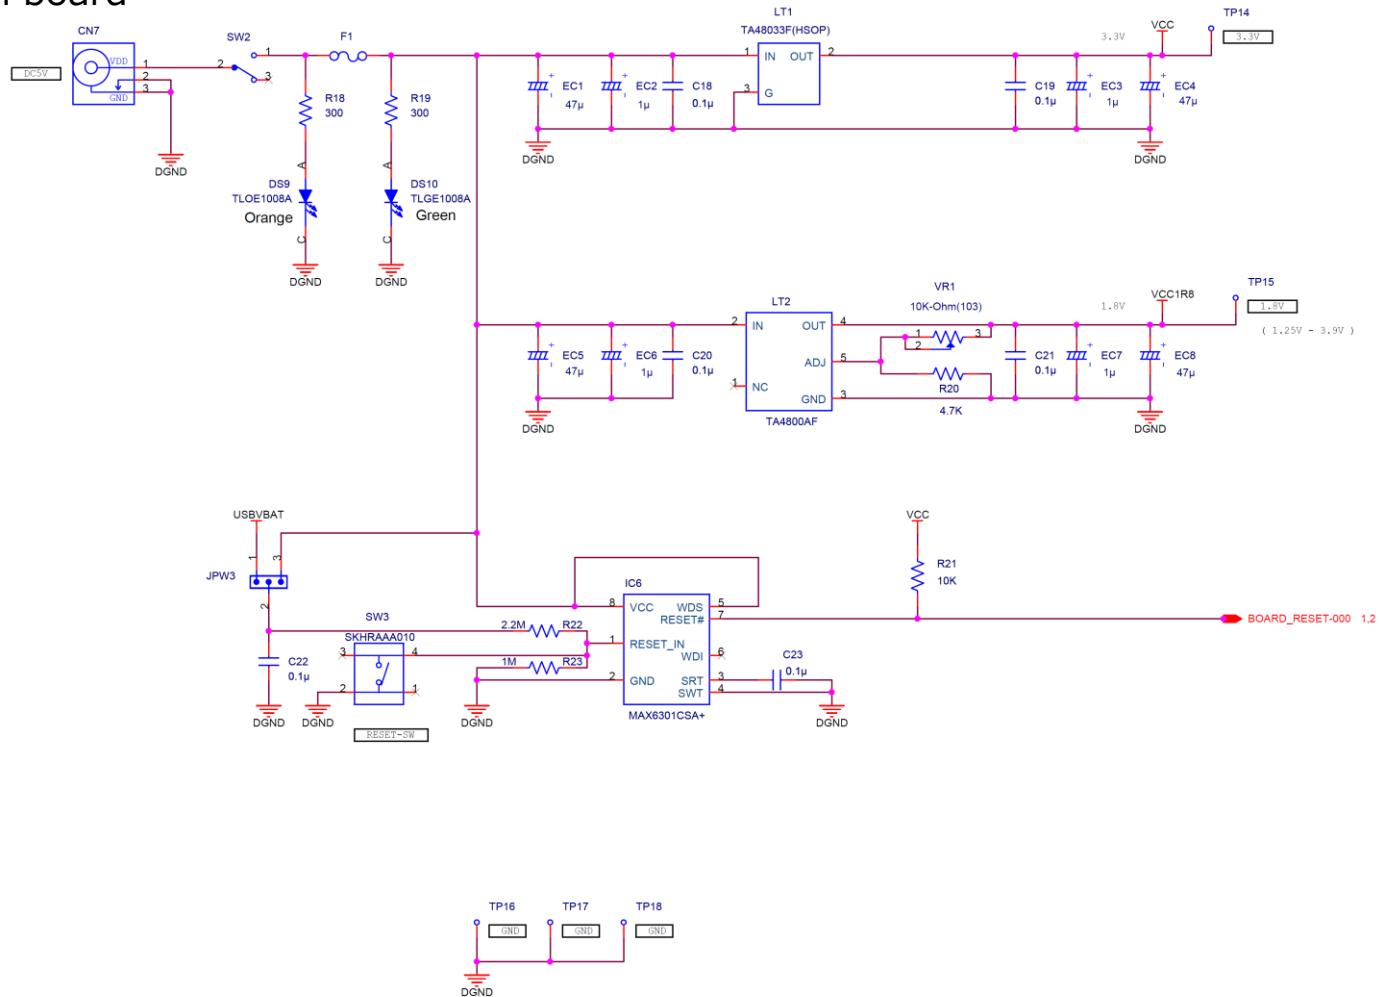 board
CN7
DC5V
VDD
GND
1
2
3
DGND
SW2
2
1
3
F1
R18
300
R19
300
A
A
DS9
TLOE1008A
Orange
DS10
TLGE1008A
Green
C
C
DGND
DGND
EC1
47µ
EC2
1µ
C18
0.1µ
DGND
LT1
TA48033F(HSOP)
1
IN
OUT
2
3
G
3.3V
VCC
TP14
3.3V
C19
0.1µ
EC3
1µ
EC4
47µ
DGND
EC5
47µ
EC6
1µ
C20
0.1µ
DGND
LT2
2
IN
OUT
4
ADJ
5
1
NC
GND
3
TA4800AF
VR1
10K-Ohm(103)
1
2
3
R20
4.7K
1.8V
VCC1R8
TP15
1.8V
( 1.25V - 3.9V )
C21
0.1µ
EC7
1µ
EC8
47µ
DGND
USBVBAT
1
3
JPW3
2
C22
0.1µ
DGND
SW3
SKHRAAA010
3
4
2
1
DGND
RESET-SW
2.2M
R22
1M
R23
DGND
IC6
8
VCC
WDS
5
RESET#
7
1
RESET_IN
WDI
6
2
GND
SRT
3
SWT
4
MAX6301CSA+
C23
0.1µ
DGND
VCC
R21
10K
BOARD_RESET-000 1,2
TP16
GND
TP17
GND
TP18
GND
DGND